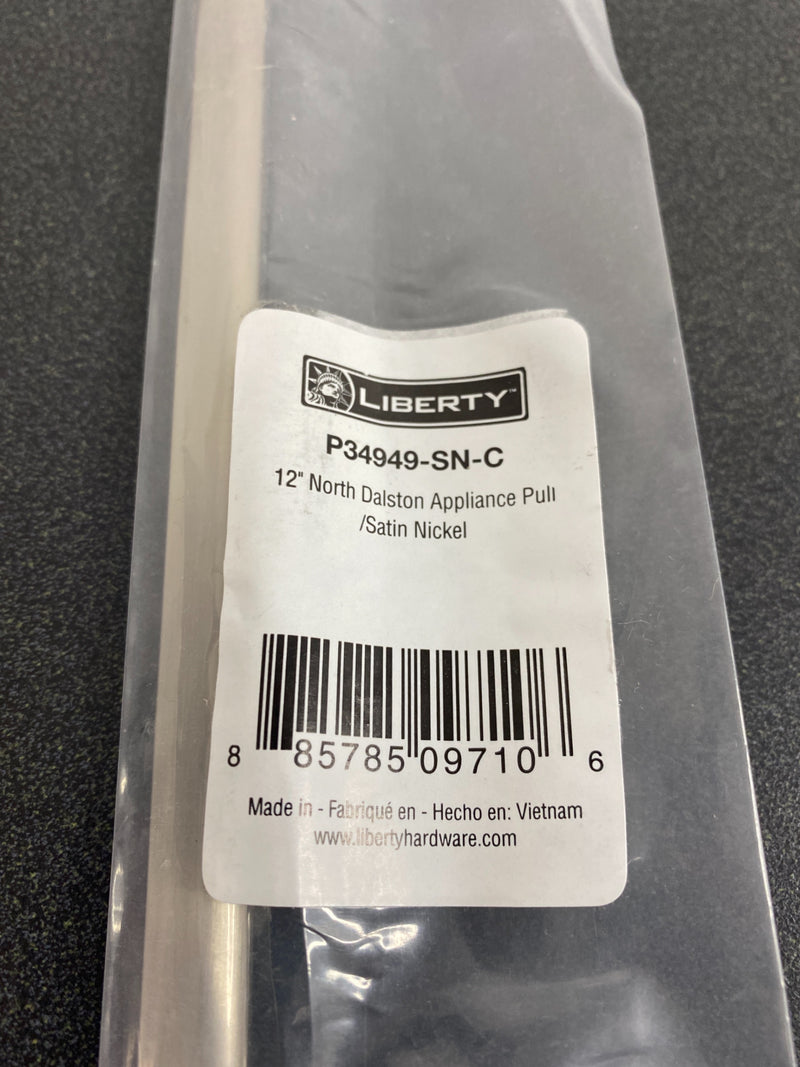 LIBERTY™
P34949-SN-C
12" North Dalston Appliance Pull
/Satin Nickel
8 85785 09710 6
Made in - Fabriqué en - Hecho en: Vietnam
www.libertyhardware.com